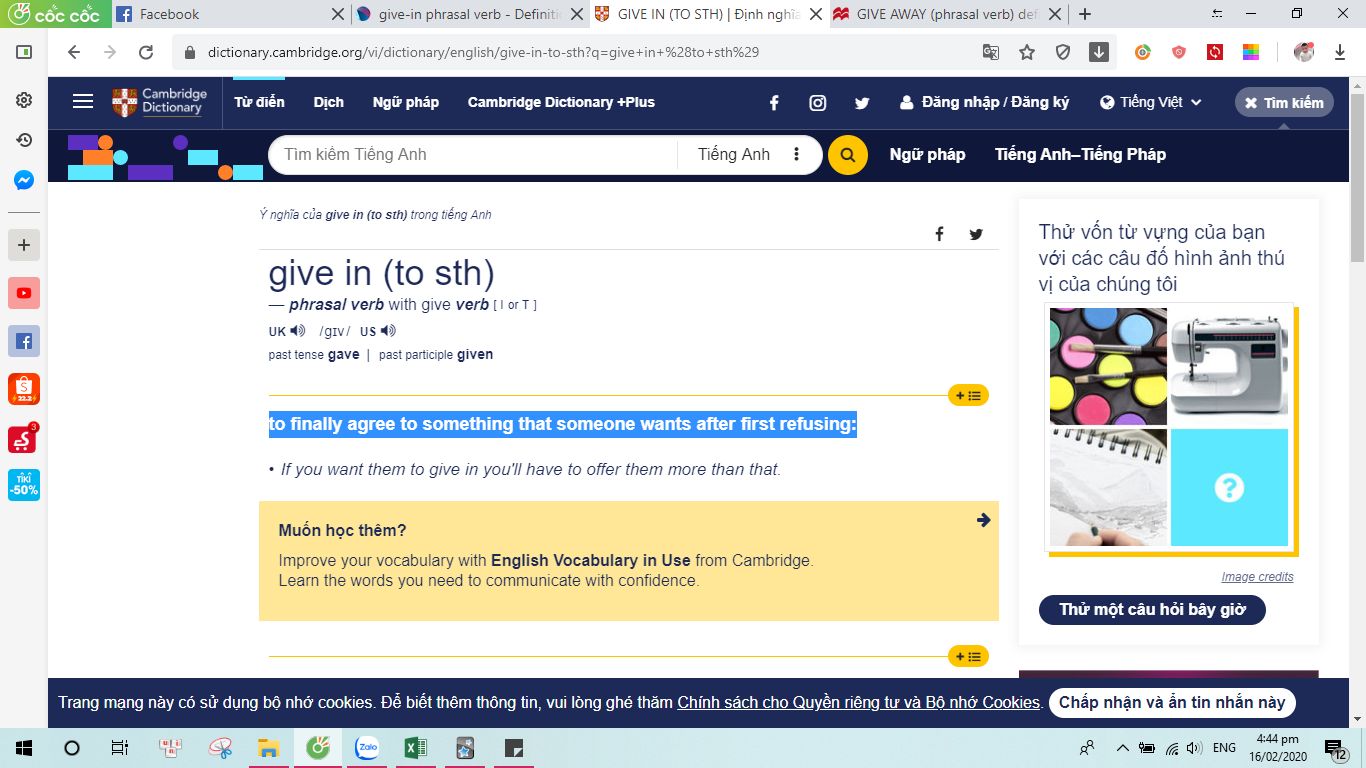 cốc cốc
Facebook
give-in phrasal verb - Definiti
GIVE IN (TO STH) | Định nghĩa
GIVE AWAY (phrasal verb) def
dictionary.cambridge.org/vi/dictionary/english/give-in-to-sth?q=give+in+%28to+sth%29
Cambridge
Dictionary
Từ điển
Dịch
Ngữ pháp
Cambridge Dictionary +Plus
Đăng nhập / Đăng ký
Tiếng Việt
Tìm kiếm
Tìm kiếm Tiếng Anh
Tiếng Anh
Ngữ pháp
Tiếng Anh–Tiếng Pháp
Ý nghĩa của give in (to sth) trong tiếng Anh
give in (to sth)
— phrasal verb with give verb [ I or T ]
UK /ɡɪv/ US
past tense gave | past participle given
to finally agree to something that someone wants after first refusing:
• If you want them to give in you'll have to offer them more than that.
Muốn học thêm?
Improve your vocabulary with English Vocabulary in Use from Cambridge.
Learn the words you need to communicate with confidence.
Thử vốn từ vựng của bạn
với các câu đố hình ảnh thú
vị của chúng tôi
?
Image credits
Thử một câu hỏi bây giờ
22.2
3
TIKI
-50%
Trang mạng này có sử dụng bộ nhớ cookies. Để biết thêm thông tin, vui lòng ghé thăm Chính sách cho Quyền riêng tư và Bộ nhớ Cookies.
Chấp nhận và ẩn tin nhắn này
Zalo
ENG
4:44 pm
16/02/2020
12